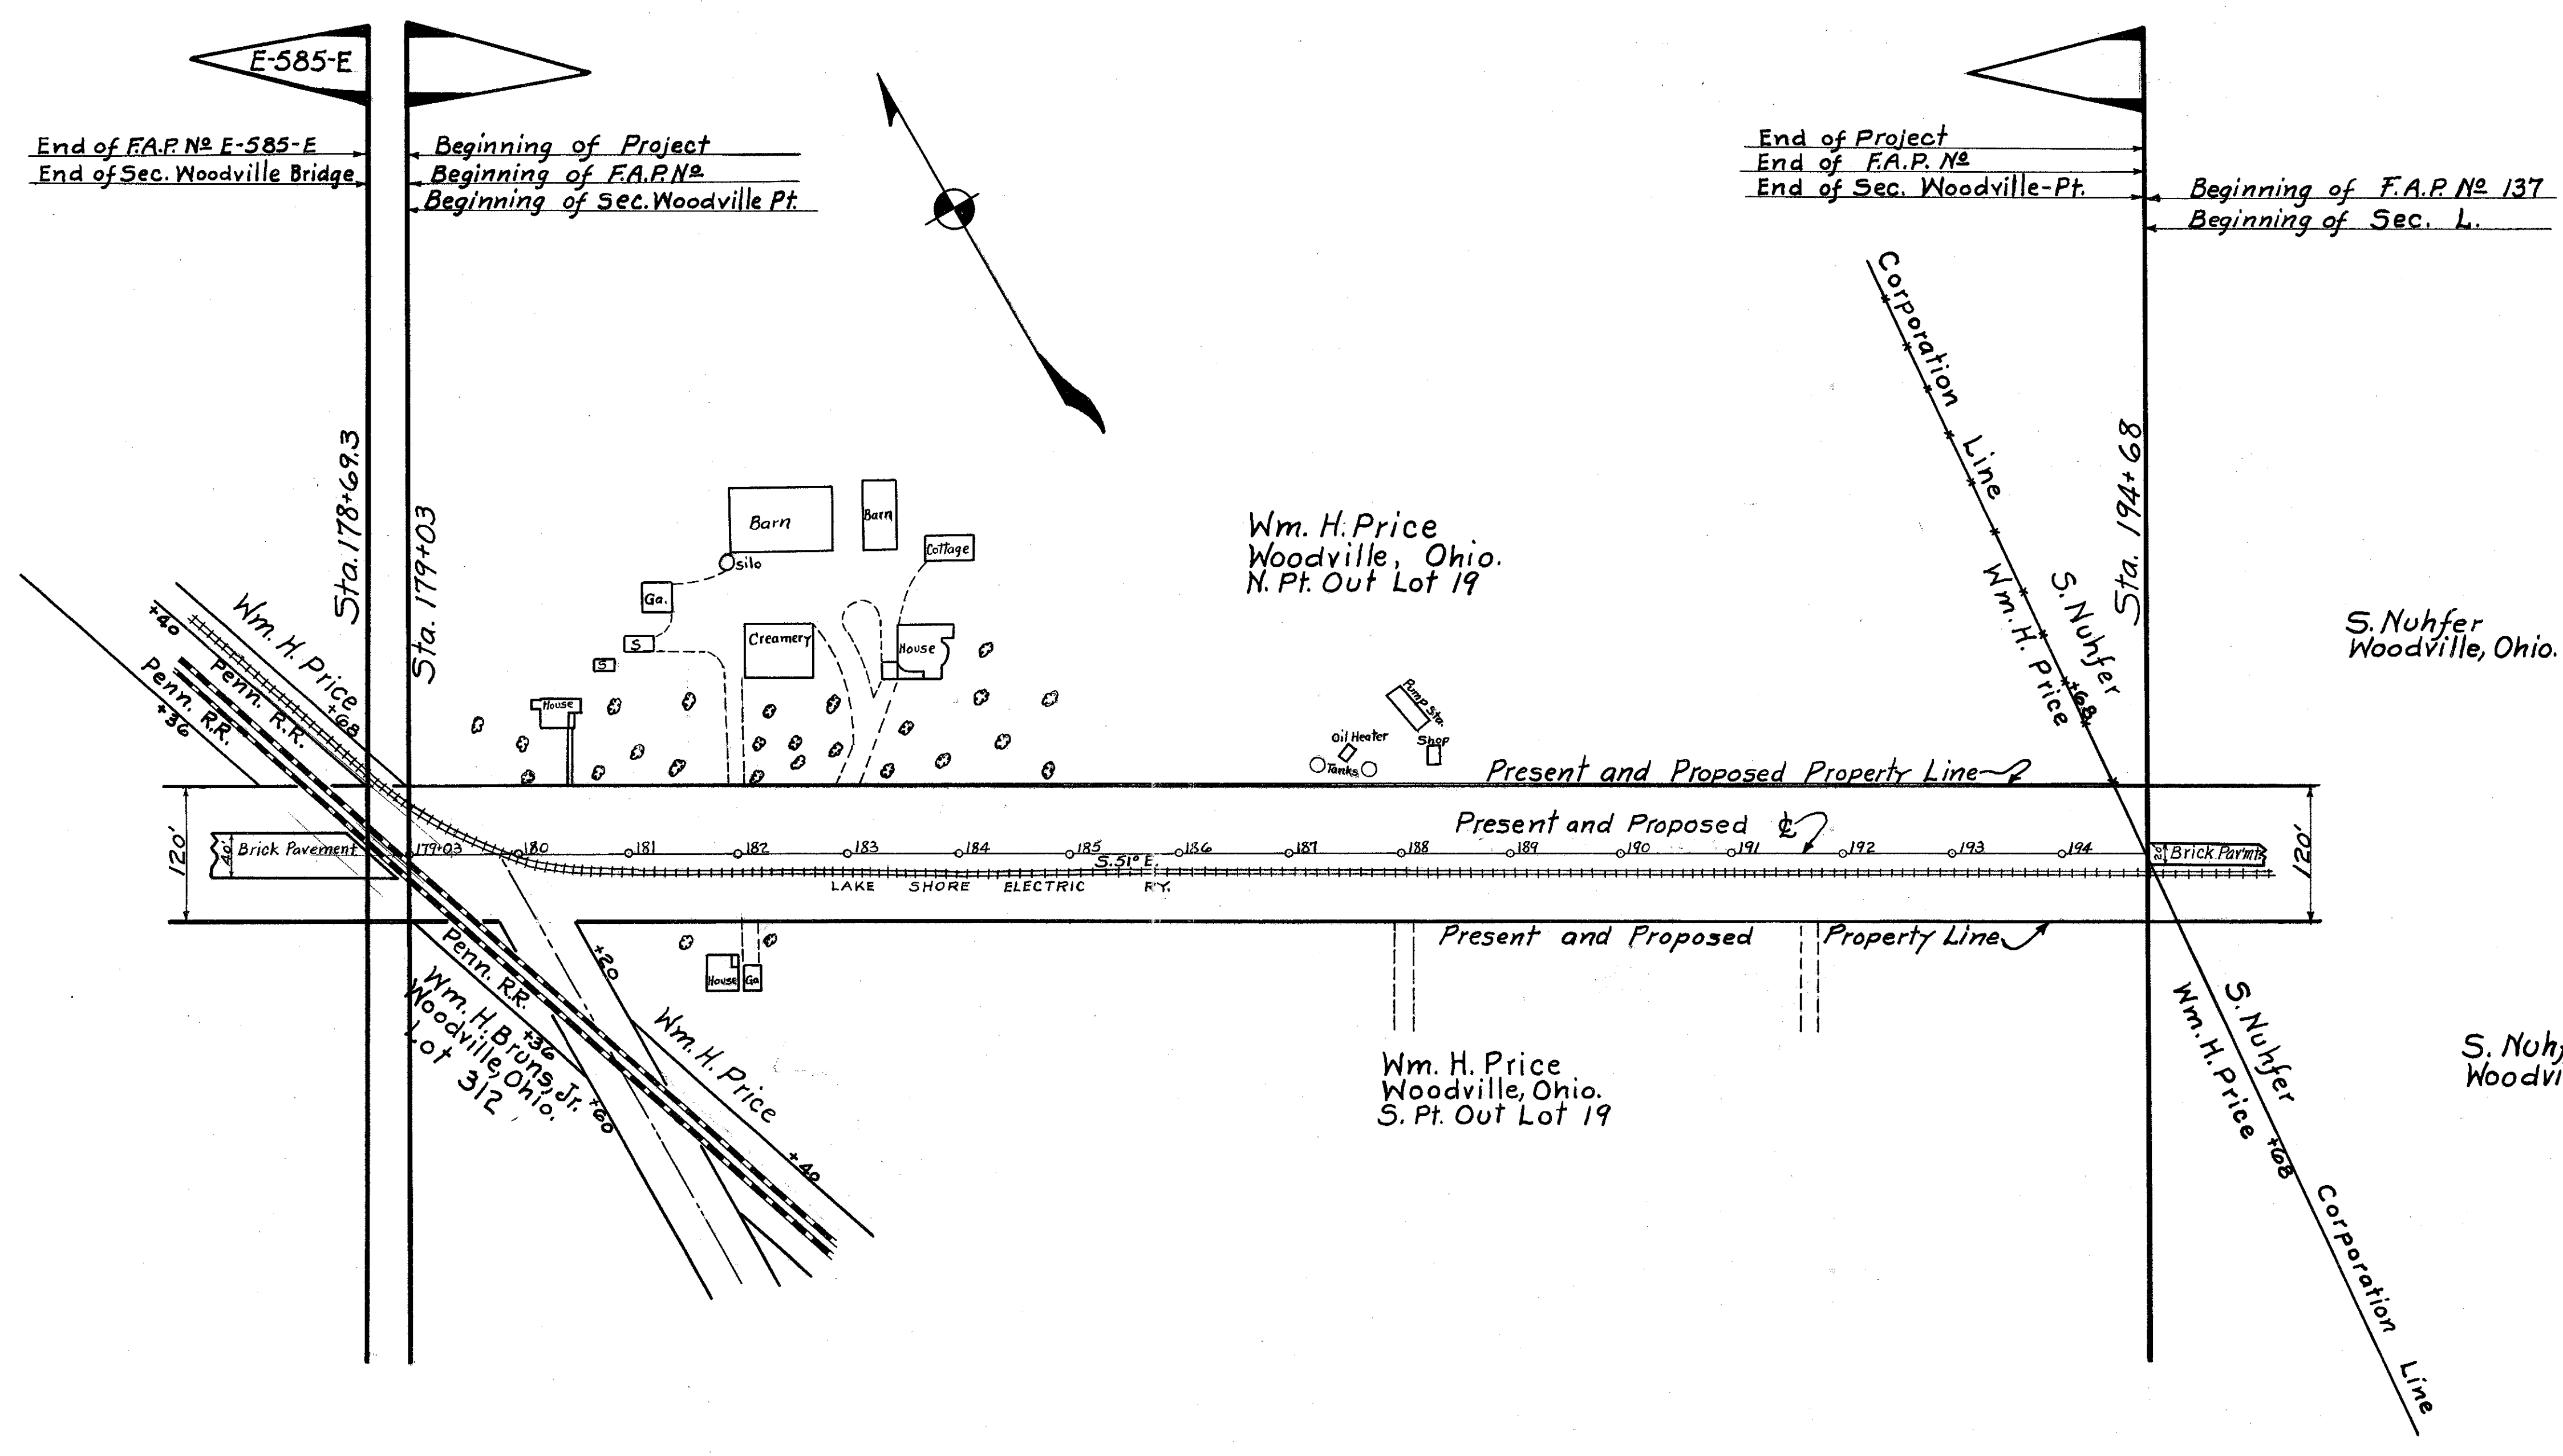 E-585-E
End of F.A.P. Nº E-585-E
End of Sec. Woodville Bridge
Beginning of Project
Beginning of F.A.P. Nº
Beginning of Sec. Woodville Pt.
End of Project
End of F.A.P. Nº
End of Sec. Woodville-Pt.
Beginning of F.A.P. Nº 137
Beginning of Sec. L.
Sta. 178+69.3
Sta. 179+03
Sta. 194+68
Corporation Line
S. Nuhfer
Wm. H. Price
+68
Barn
Barn
Silo
Cottage
Ga.
S
S
Creamery
House
House
Wm. H. Price
Woodville, Ohio.
N. Pt. Out Lot 19
S. Nuhfer
Woodville, Ohio.
Pump Sta.
Oil Heater
Shop
Tanks
Wm. H. Price
+68
+40
Penn. R.R.
Penn. R.R.
+36
Present and Proposed Property Line
Present and Proposed ℄
120'
40'
Brick Pavement
179+03 180 181 182 183 184 185 186 187 188 189 190 191 192 193 194
S. 51° E.
LAKE SHORE ELECTRIC RY.
20'
Brick Pav'mt
120'
Present and Proposed Property Line
House
Ga
+20
Penn. R.R.
Wm. H. Bruns, Jr.
Woodville, Ohio.
Lot 312
+36
+60
Wm. H. Price
+40
Wm. H. Price
Woodville, Ohio.
S. Pt. Out Lot 19
S. Nuhfer
Wm. H. Price
+68
Corporation Line
S. Nuh
Woodvi